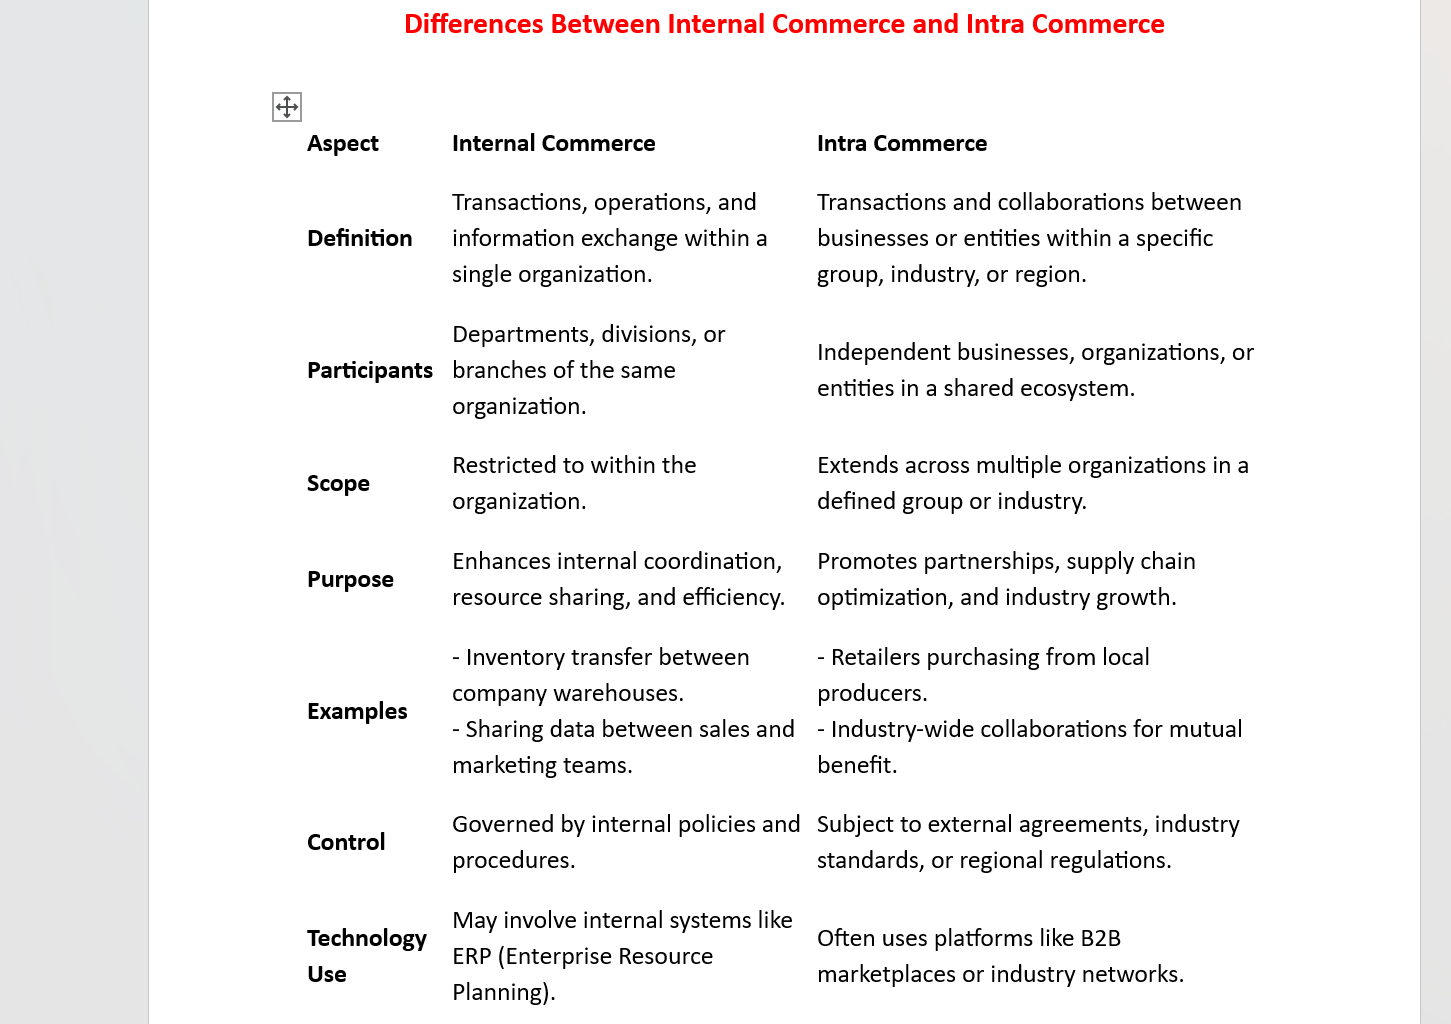 Differences Between Internal Commerce and Intra Commerce
Aspect Internal Commerce Intra Commerce
Definition
Transactions, operations, and
information exchange within a
single organization.
Transactions and collaborations between
businesses or entities within a specific
group, industry, or region.
Participants
Departments, divisions, or
branches of the same
organization.
Independent businesses, organizations, or
entities in a shared ecosystem.
Scope
Restricted to within the
organization.
Extends across multiple organizations in a
defined group or industry.
Purpose
Enhances internal coordination,
resource sharing, and efficiency.
Promotes partnerships, supply chain
optimization, and industry growth.
Examples
- Inventory transfer between
company warehouses.
- Sharing data between sales and
marketing teams.
- Retailers purchasing from local
producers.
- Industry-wide collaborations for mutual
benefit.
Control
Governed by internal policies and
procedures.
Subject to external agreements, industry
standards, or regional regulations.
Technology
Use
May involve internal systems like
ERP (Enterprise Resource
Planning).
Often uses platforms like B2B
marketplaces or industry networks.